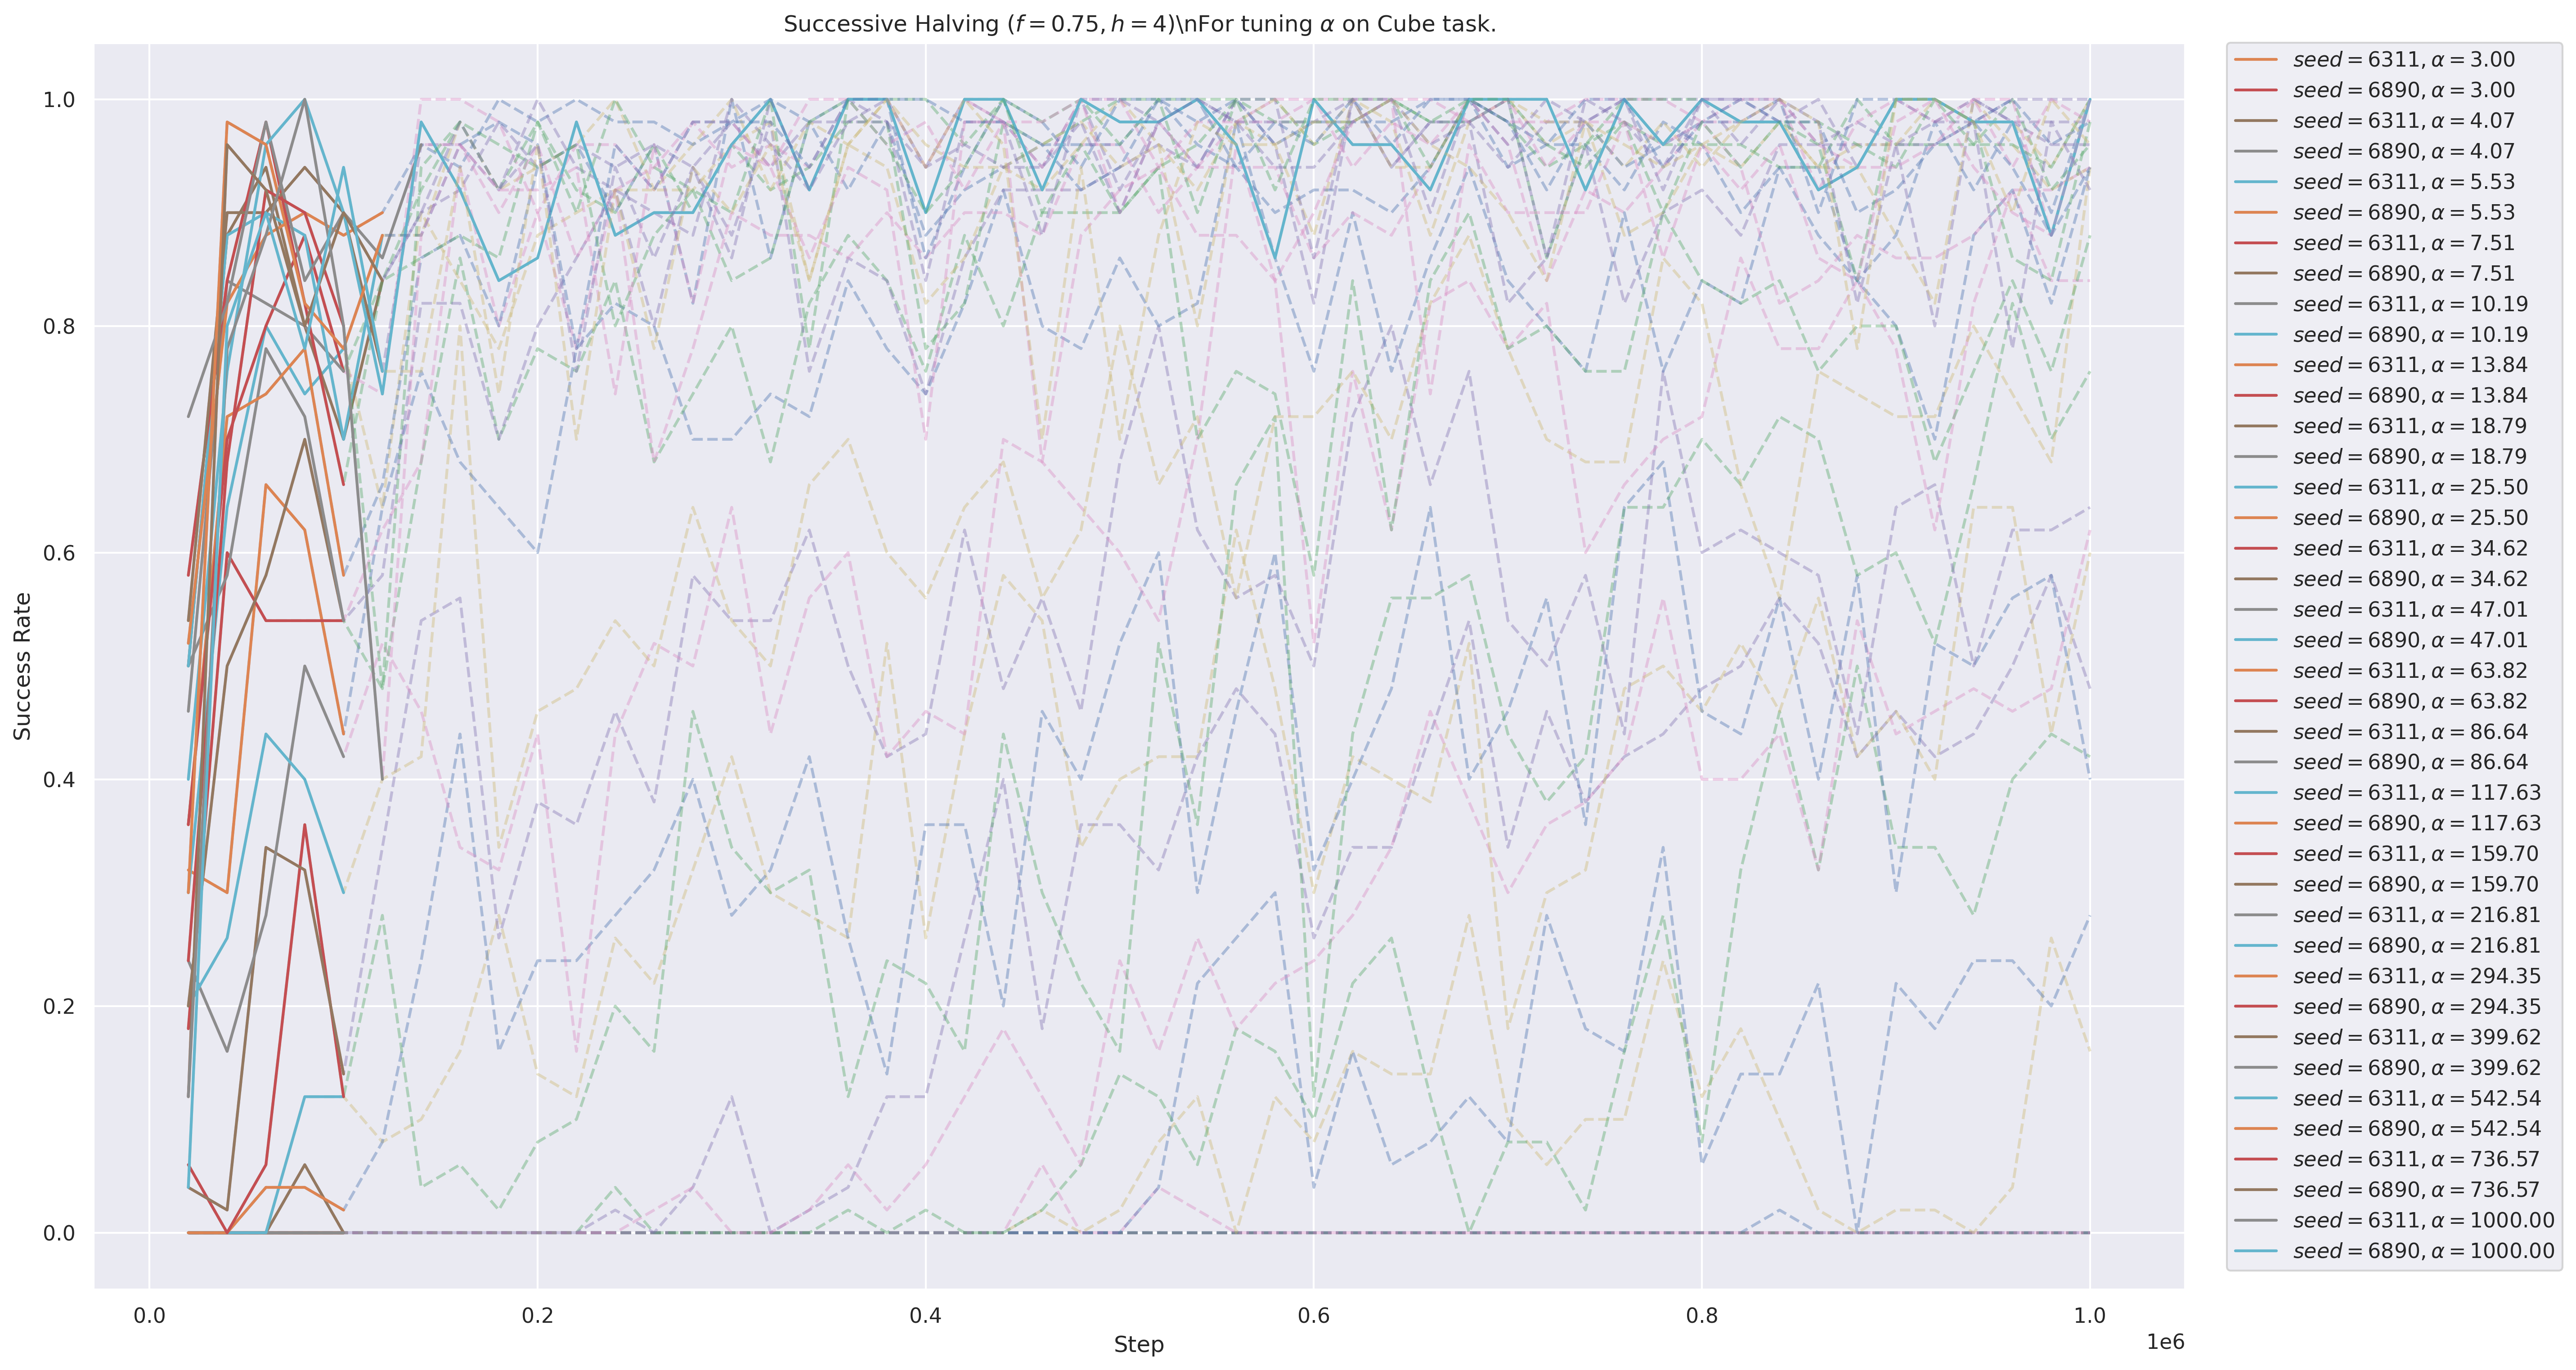 Successive Halving (f = 0.75, h = 4)\nFor tuning α on Cube task.
1.0
0.8
0.6
0.4
0.2
0.0
Success Rate
0.0
0.2
0.4
0.6
0.8
1.0
1e6
Step
seed = 6311, α = 3.00
seed = 6890, α = 3.00
seed = 6311, α = 4.07
seed = 6890, α = 4.07
seed = 6311, α = 5.53
seed = 6890, α = 5.53
seed = 6311, α = 7.51
seed = 6890, α = 7.51
seed = 6311, α = 10.19
seed = 6890, α = 10.19
seed = 6311, α = 13.84
seed = 6890, α = 13.84
seed = 6311, α = 18.79
seed = 6890, α = 18.79
seed = 6311, α = 25.50
seed = 6890, α = 25.50
seed = 6311, α = 34.62
seed = 6890, α = 34.62
seed = 6311, α = 47.01
seed = 6890, α = 47.01
seed = 6311, α = 63.82
seed = 6890, α = 63.82
seed = 6311, α = 86.64
seed = 6890, α = 86.64
seed = 6311, α = 117.63
seed = 6890, α = 117.63
seed = 6311, α = 159.70
seed = 6890, α = 159.70
seed = 6311, α = 216.81
seed = 6890, α = 216.81
seed = 6311, α = 294.35
seed = 6890, α = 294.35
seed = 6311, α = 399.62
seed = 6890, α = 399.62
seed = 6311, α = 542.54
seed = 6890, α = 542.54
seed = 6311, α = 736.57
seed = 6890, α = 736.57
seed = 6311, α = 1000.00
seed = 6890, α = 1000.00